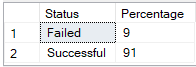 Status Percentage
1 Failed 9
2 Successful 91